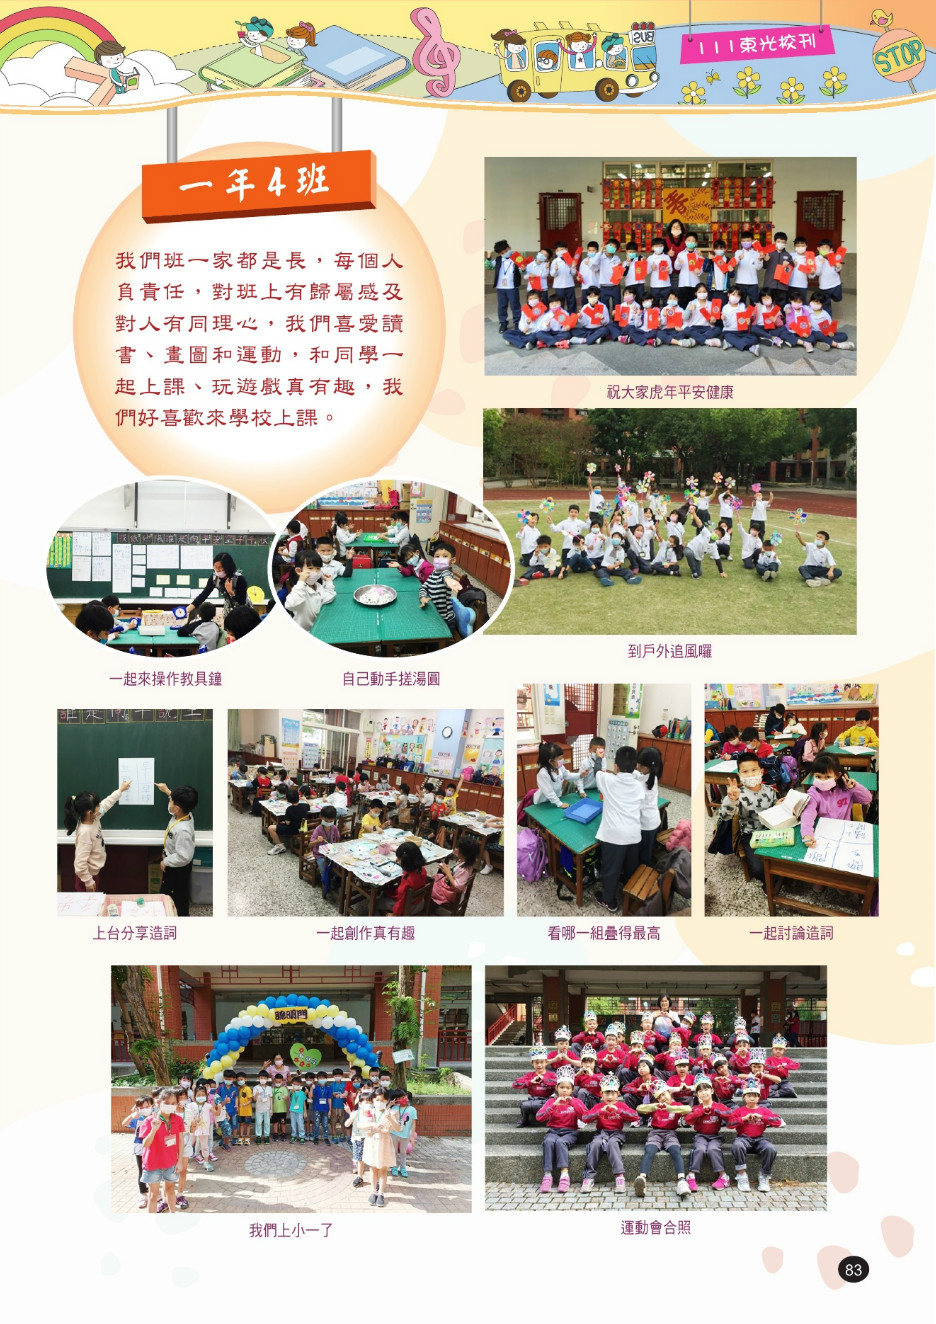 111東光校刊
STOP
BUS
一年4班
我們班一家都是長，每個人
負責任，對班上有歸屬感及
對人有同理心，我們喜愛讀
書、畫圖和運動，和同學一
起上課、玩遊戲真有趣，我
們好喜歡來學校上課。
春
祝大家虎年平安健康
到戶外追風囉
一起來操作教具鐘
自己動手搓湯圓
上台分享造詞
一起創作真有趣
看哪一組疊得最高
一起討論造詞
聰明門
我們上小一了
運動會合照
83